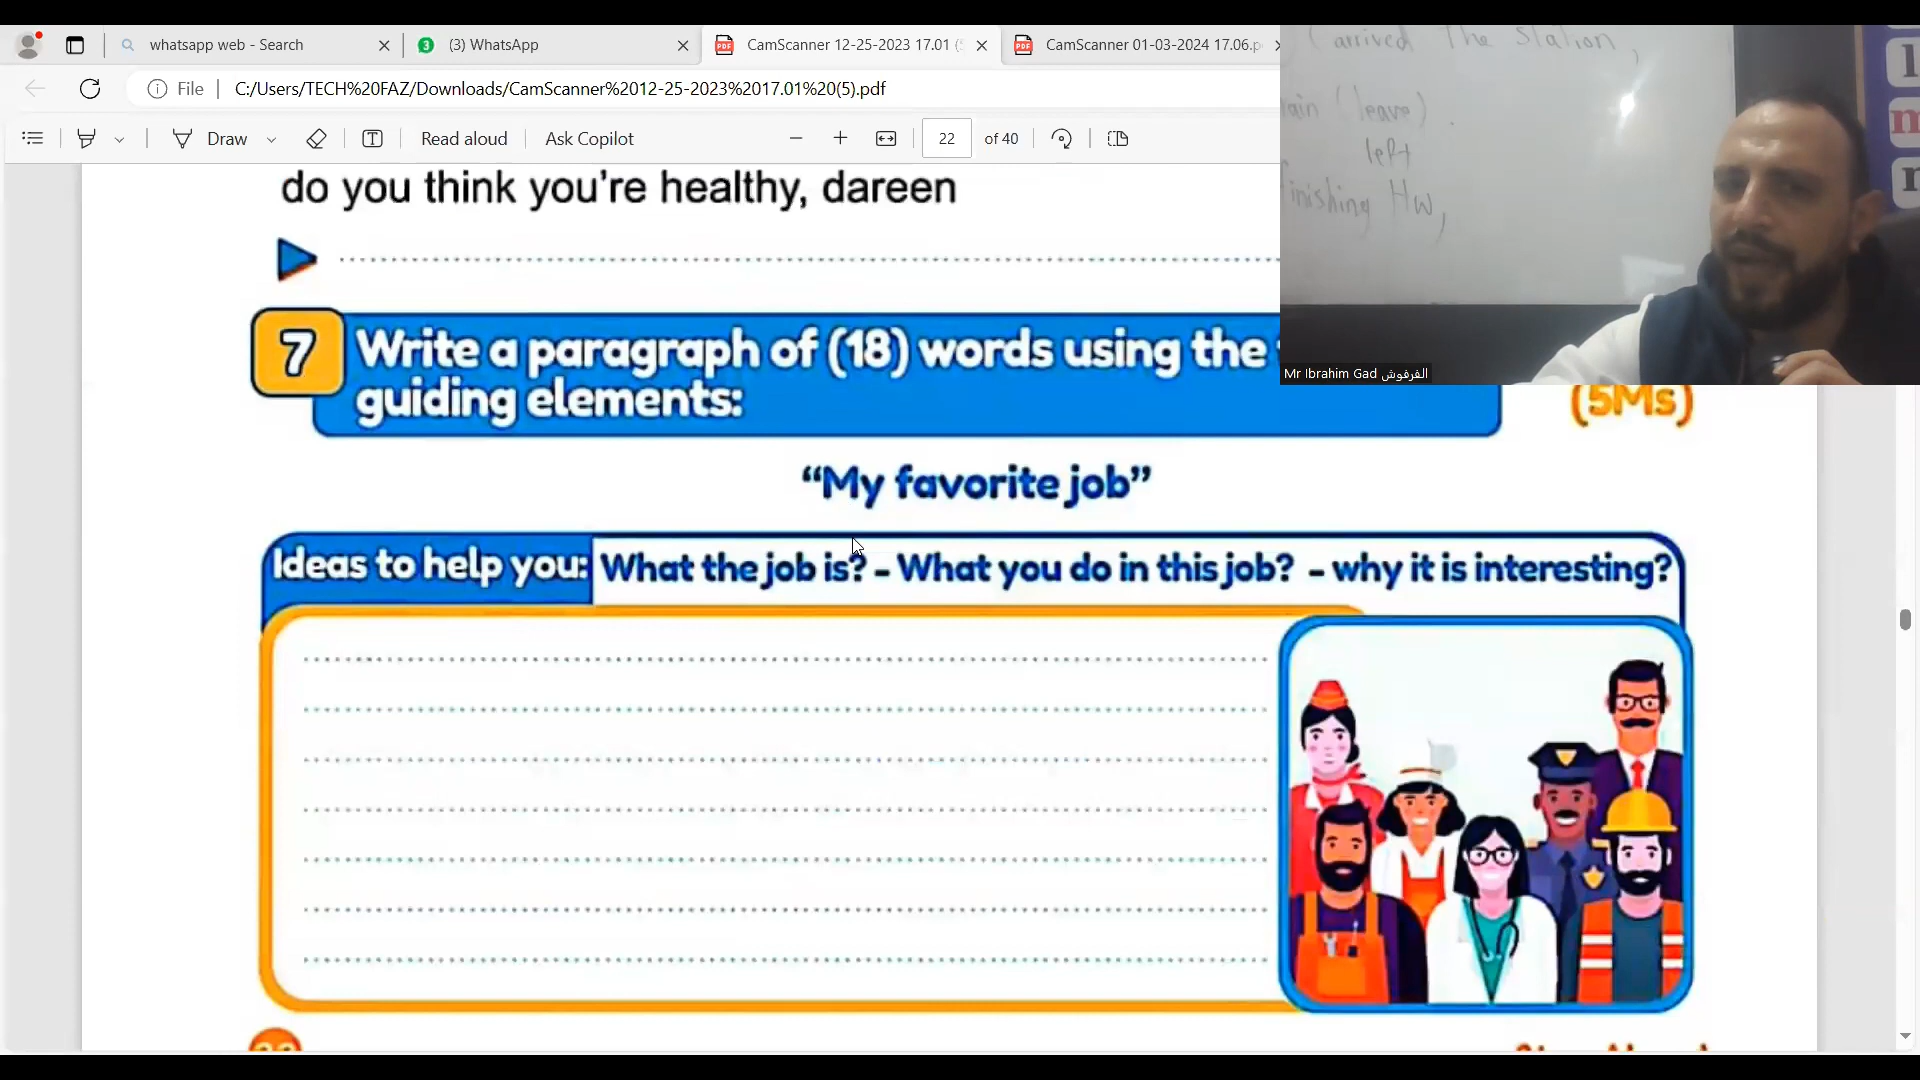 whatsapp web - Search
3
(3) WhatsApp
CamScanner 12-25-2023 17.01 (
CamScanner 01-03-2024 17.06.p
File
C:/Users/TECH%20FAZ/Downloads/CamScanner%2012-25-2023%2017.01%20(5).pdf
Draw
Read aloud
Ask Copilot
22
of 40
arrived The Station,
(leave)
left
inishing Hw,
Mr Ibrahim Gad الفرفوش
do you think you're healthy, dareen
7
Write a paragraph of (18) words using the
guiding elements:
(5Ms)
"My favorite job"
Ideas to help you:
What the job is? - What you do in this job? - why it is interesting?